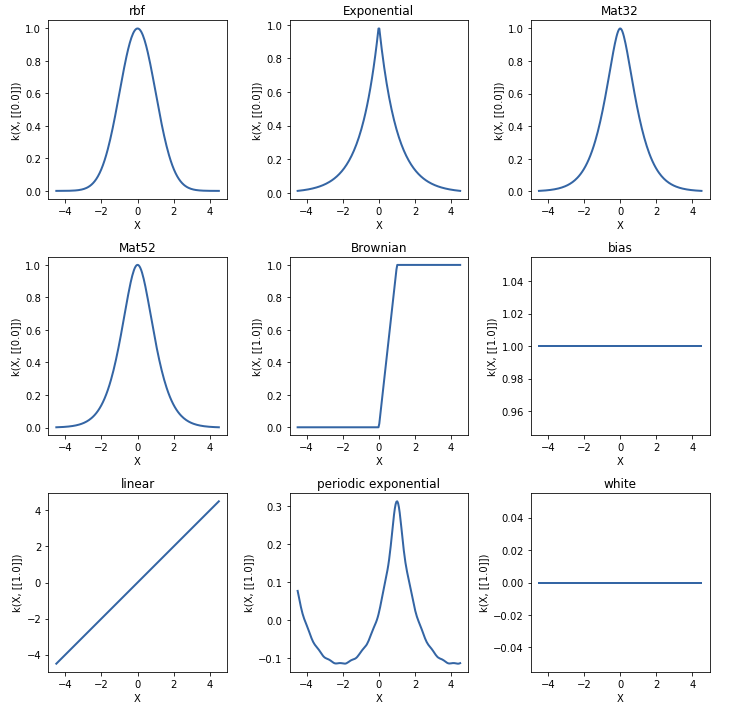 rbf
1.0
0.8
0.6
0.4
0.2
0.0
k(X, [[0.0]])
−4 −2 0 2 4
X
Exponential
1.0
0.8
0.6
0.4
0.2
0.0
k(X, [[0.0]])
−4 −2 0 2 4
X
Mat32
1.0
0.8
0.6
0.4
0.2
0.0
k(X, [[0.0]])
−4 −2 0 2 4
X
Mat52
1.0
0.8
0.6
0.4
0.2
0.0
k(X, [[0.0]])
−4 −2 0 2 4
X
Brownian
1.0
0.8
0.6
0.4
0.2
0.0
k(X, [[1.0]])
−4 −2 0 2 4
X
bias
1.04
1.02
1.00
0.98
0.96
k(X, [[1.0]])
−4 −2 0 2 4
X
linear
4
2
0
−2
−4
k(X, [[1.0]])
−4 −2 0 2 4
X
periodic exponential
0.3
0.2
0.1
0.0
−0.1
k(X, [[1.0]])
−4 −2 0 2 4
X
white
0.04
0.02
0.00
−0.02
−0.04
k(X, [[1.0]])
−4 −2 0 2 4
X